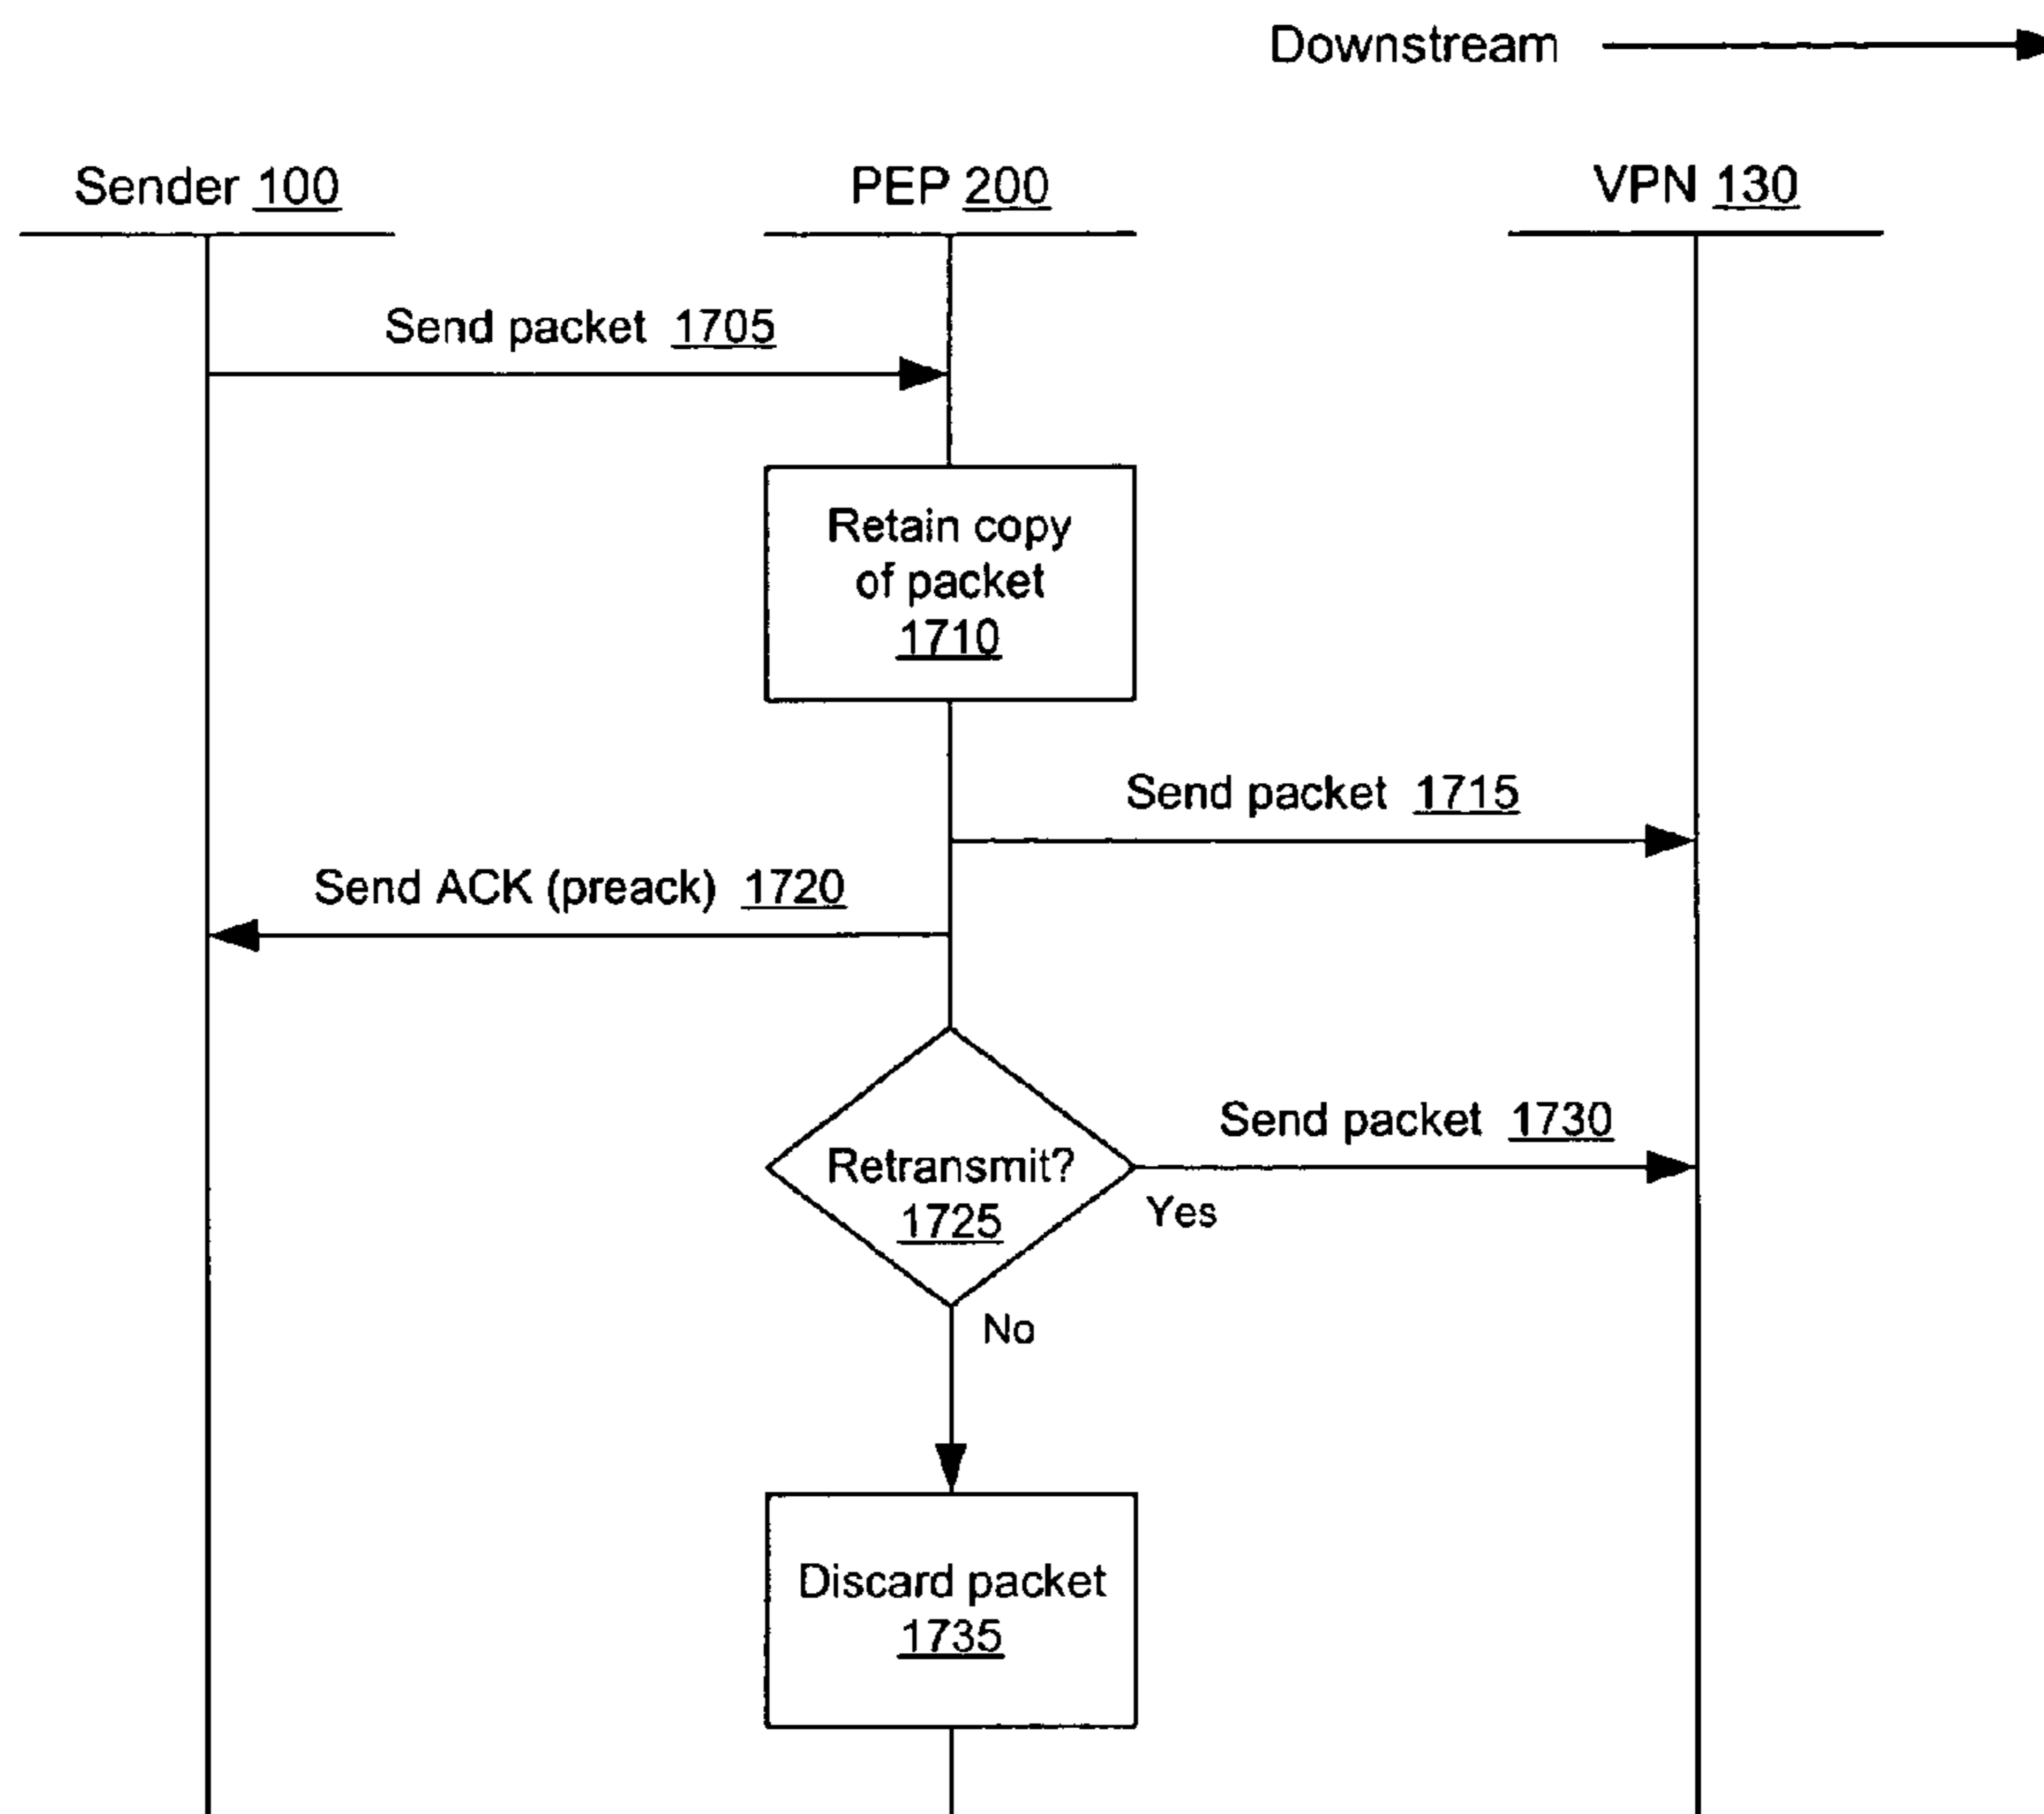 Downstream
Sender 100
PEP 200
VPN 130
Send packet 1705
Retain copy
of packet
1710
Send packet 1715
Send ACK (preack) 1720
Send packet 1730
Retransmit?
1725
Yes
No
Discard packet
1735